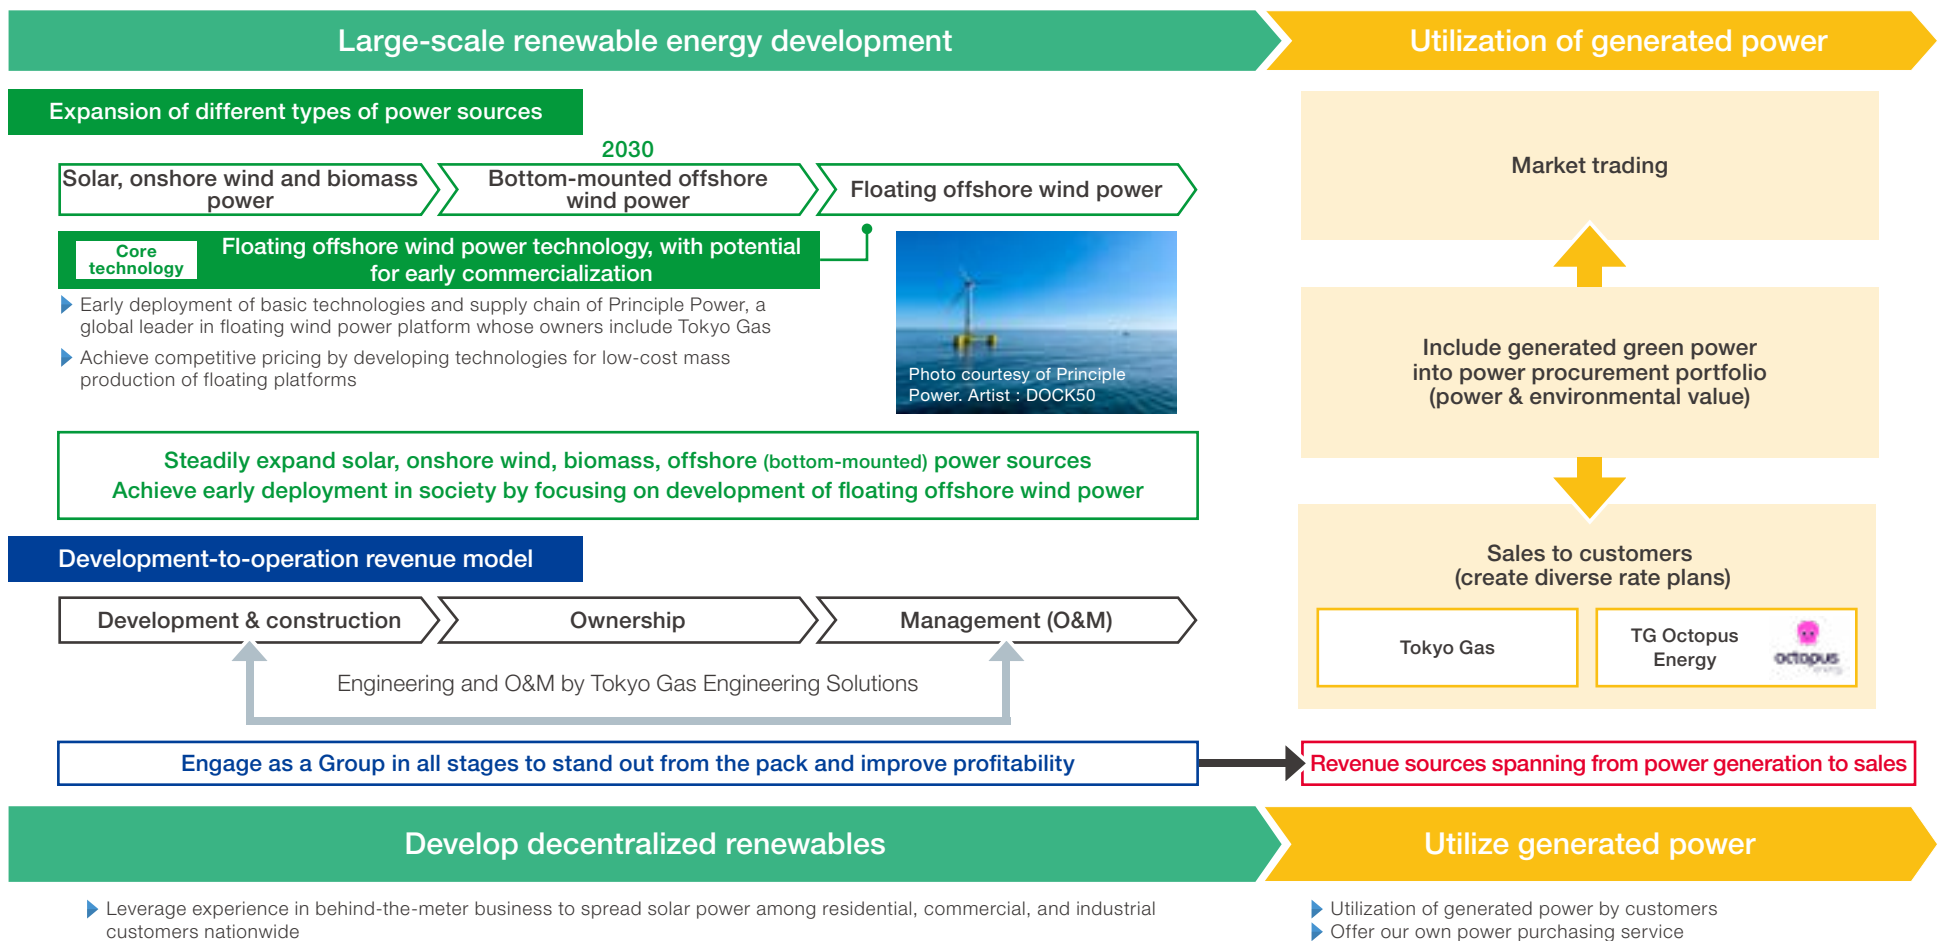 Large-scale renewable energy development
Utilization of generated power
Expansion of different types of power sources
2030
Solar, onshore wind and biomass
power
Bottom-mounted offshore
wind power
Floating offshore wind power
Core
technology
Floating offshore wind power technology, with potential
for early commercialization
Early deployment of basic technologies and supply chain of Principle Power, a
global leader in floating wind power platform whose owners include Tokyo Gas
Achieve competitive pricing by developing technologies for low-cost mass
production of floating platforms
Photo courtesy of Principle
Power. Artist : DOCK50
Steadily expand solar, onshore wind, biomass, offshore (bottom-mounted) power sources
Achieve early deployment in society by focusing on development of floating offshore wind power
Development-to-operation revenue model
Development & construction
Ownership
Management (O&M)
Engineering and O&M by Tokyo Gas Engineering Solutions
Engage as a Group in all stages to stand out from the pack and improve profitability
Market trading
Include generated green power
into power procurement portfolio
(power & environmental value)
Sales to customers
(create diverse rate plans)
Tokyo Gas
TG Octopus
Energy
octopus
energy
Revenue sources spanning from power generation to sales
Develop decentralized renewables
Utilize generated power
Leverage experience in behind-the-meter business to spread solar power among residential, commercial, and industrial
customers nationwide
Utilization of generated power by customers
Offer our own power purchasing service